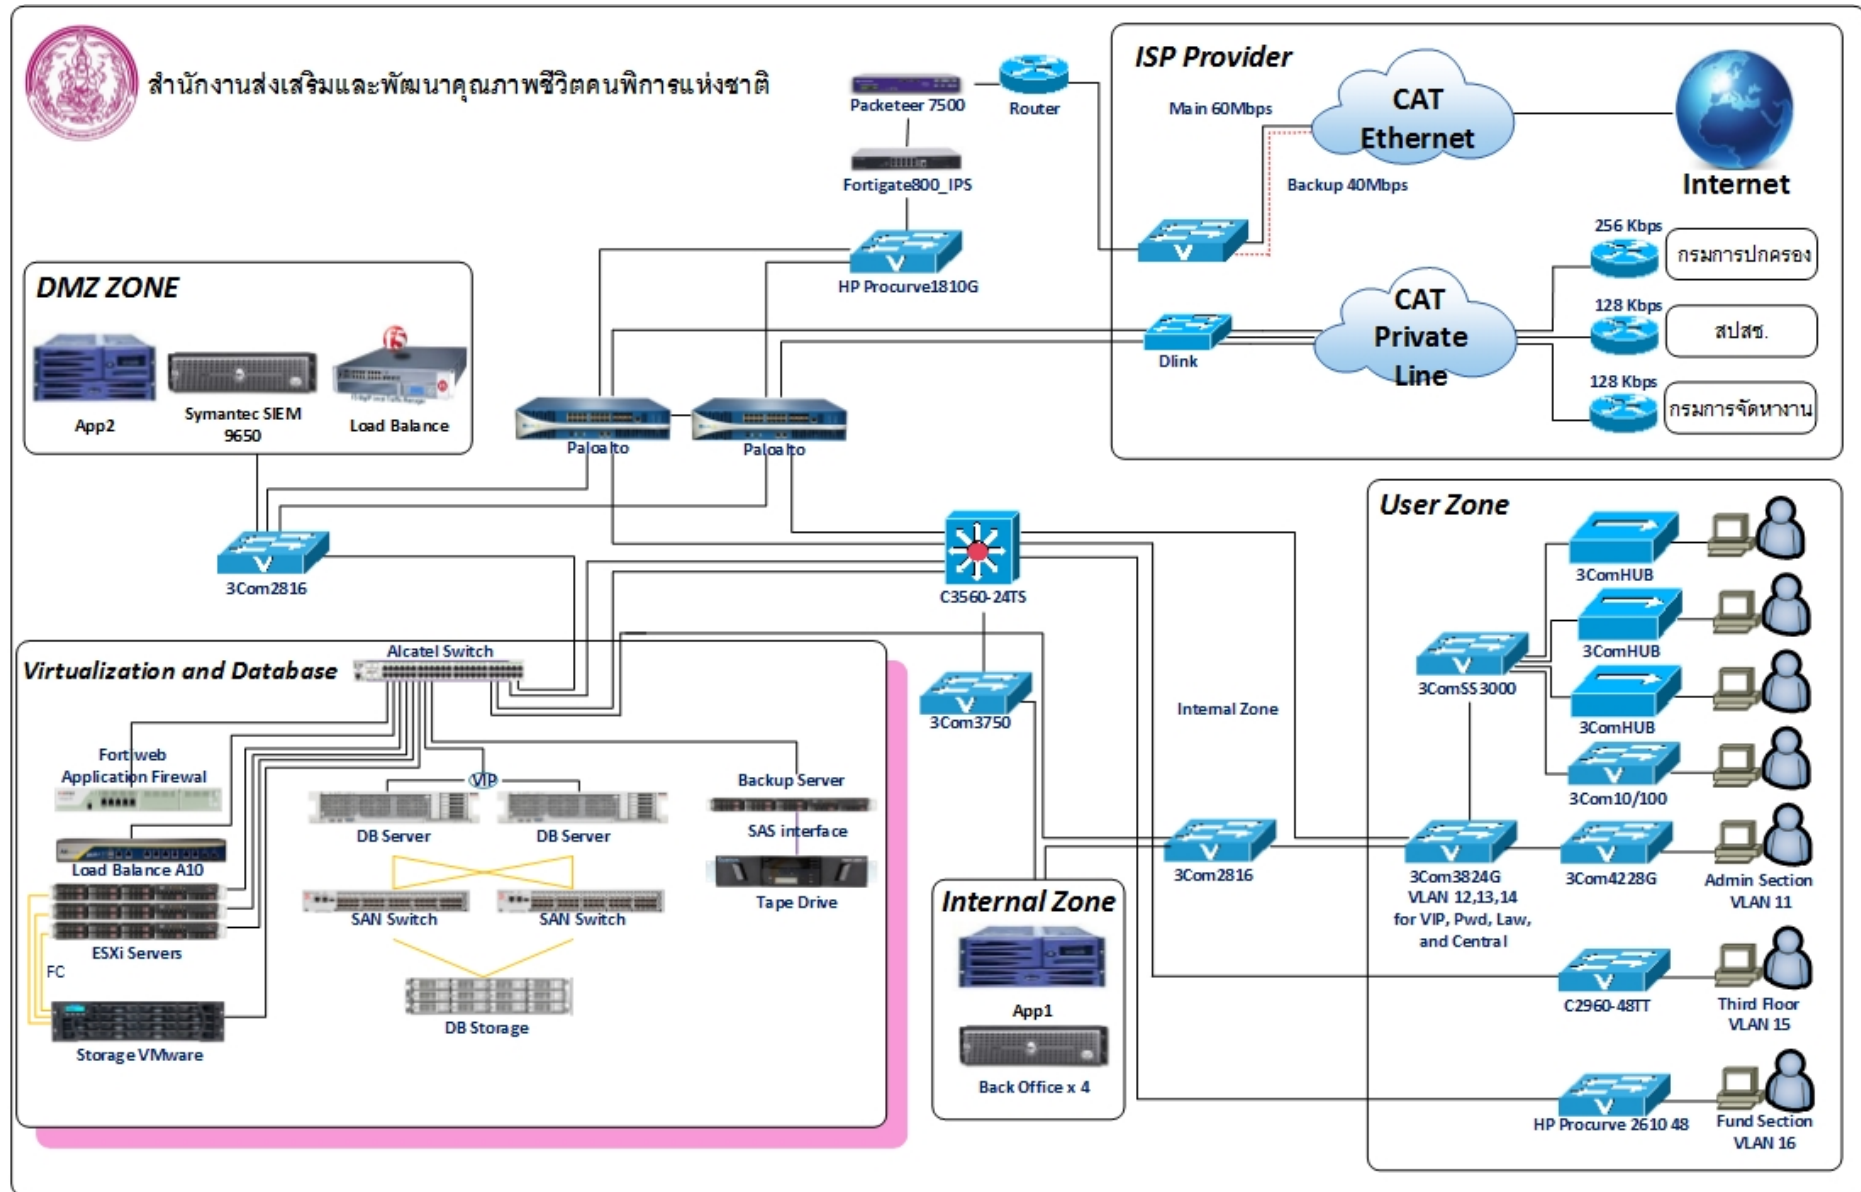 สำนักงานส่งเสริมและพัฒนาคุณภาพชีวิตคนพิการแห่งชาติ
Packeteer 7500
Router
Fortigate800_IPS
HP Procurve1810G
ISP Provider
Main 60Mbps
CAT
Ethernet
Backup 40Mbps
Internet
256 Kbps
กรมการปกครอง
Dlink
CAT
Private
Line
128 Kbps
สปสช.
128 Kbps
กรมการจัดหางาน
DMZ ZONE
App2
Symantec SIEM
9650
Load Balance
Paloalto
Paloalto
3Com2816
C3560-24TS
3Com3750
Internal Zone
3Com2816
Virtualization and Database
Alcatel Switch
Fortiweb
Application Firewal
Load Balance A10
ESXi Servers
FC
Storage VMware
VIP
DB Server
DB Server
SAN Switch
SAN Switch
DB Storage
Backup Server
SAS interface
Tape Drive
Internal Zone
App1
Back Office x 4
User Zone
3ComHUB
3ComHUB
3ComSS3000
3ComHUB
3Com10/100
3Com3824G
VLAN 12,13,14
for VIP, Pwd, Law,
and Central
3Com4228G
Admin Section
VLAN 11
C2960-48TT
Third Floor
VLAN 15
HP Procurve 2610 48
Fund Section
VLAN 16